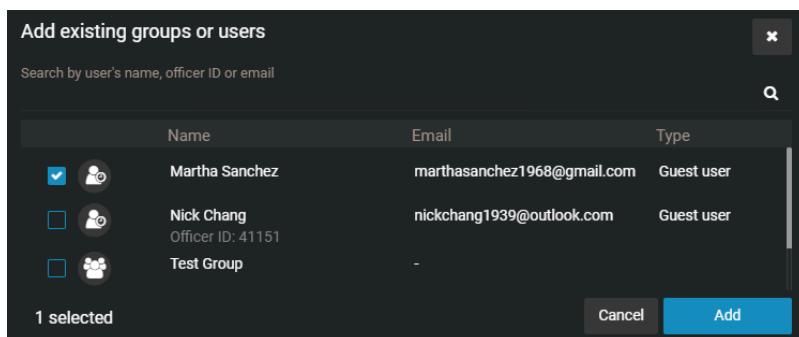 Add existing groups or users
Search by user's name, officer ID or email
Name Email Type
Martha Sanchez marthasanchez1968@gmail.com Guest user
Nick Chang nickchang1939@outlook.com Guest user
Officer ID: 41151
Test Group -
1 selected Cancel Add